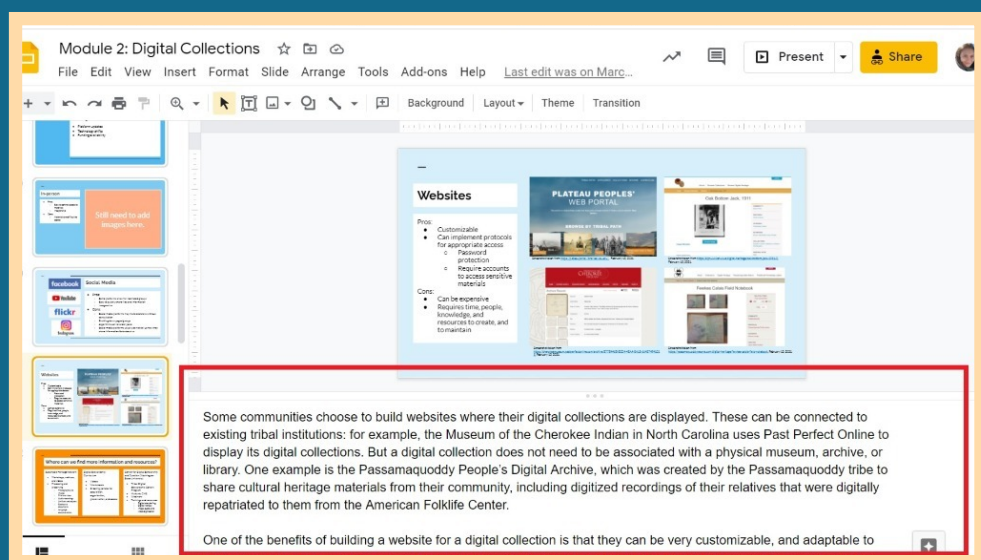 Module 2: Digital Collections
File Edit View Insert Format Slide Arrange Tools Add-ons Help Last edit was on Marc...
Present
Share
Background Layout Theme Transition
Still need to add
images here.
facebook
Social Media
YouTube
flickr
Instagram
Websites
Where can we find more information and resources?
Websites
Pros:
● Customizable
● Can implement protocols
for appropriate access
○ Password
protection
○ Require accounts
to access sensitive
materials
Cons:
● Can be expensive
● Requires time, people,
knowledge, and
resources to create, and
to maintain
PLATEAU PEOPLES'
WEB PORTAL
Some communities choose to build websites where their digital collections are displayed. These can be connected to
existing tribal institutions: for example, the Museum of the Cherokee Indian in North Carolina uses Past Perfect Online to
display its digital collections. But a digital collection does not need to be associated with a physical museum, archive, or
library. One example is the Passamaquoddy People's Digital Archive, which was created by the Passamaquoddy tribe to
share cultural heritage materials from their community, including digitized recordings of their relatives that were digitally
repatriated to them from the American Folklife Center.
One of the benefits of building a website for a digital collection is that they can be very customizable, and adaptable to